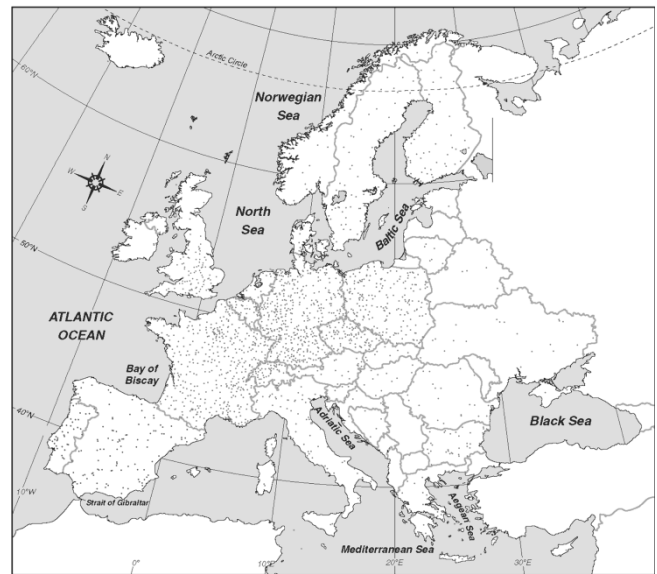 Arctic Circle
60°N
Norwegian
Sea
N
W
E
S
North
Sea
Baltic Sea
50°N
ATLANTIC
OCEAN
Bay of
Biscay
40°N
Adriatic Sea
Black Sea
10°W
Strait of Gibraltar
Aegean Sea
Mediterranean Sea
0°
10°E
20°E
30°E